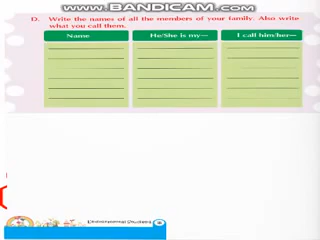 www.BANDICAM.com
D. Write the names of all the members of your family. Also write
what you call them.
Name He/She is my— I call him/her—
Environmental Studies